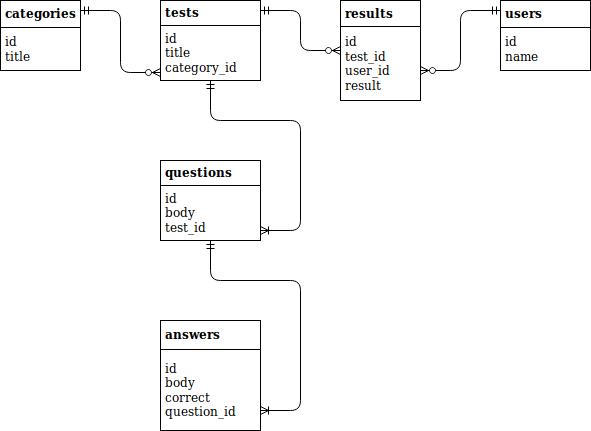 categories
id
title
tests
id
title
category_id
results
id
test_id
user_id
result
users
id
name
questions
id
body
test_id
answers
id
body
correct
question_id